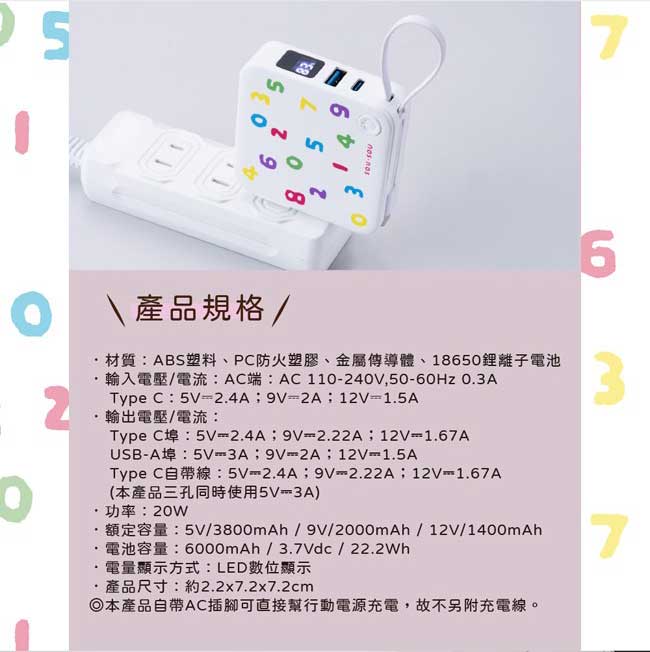 83
SOU·SOU
產品規格
・材質：ABS塑料、PC防火塑膠、金屬傳導體、18650鋰離子電池
・輸入電壓/電流：AC端：AC 110-240V,50-60Hz 0.3A
Type C：5V⎓2.4A；9V⎓2A；12V⎓1.5A
・輸出電壓/電流：
Type C埠：5V⎓2.4A；9V⎓2.22A；12V⎓1.67A
USB-A埠：5V⎓3A；9V⎓2A；12V⎓1.5A
Type C自帶線：5V⎓2.4A；9V⎓2.22A；12V⎓1.67A
(本產品三孔同時使用5V⎓3A)
・功率：20W
・額定容量：5V/3800mAh / 9V/2000mAh / 12V/1400mAh
・電池容量：6000mAh / 3.7Vdc / 22.2Wh
・電量顯示方式：LED數位顯示
・產品尺寸：約2.2x7.2x7.2cm
◎本產品自帶AC插腳可直接幫行動電源充電，故不另附充電線。